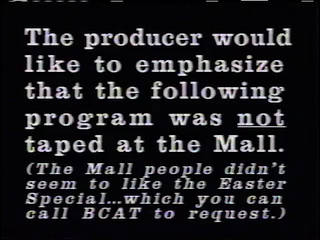 The producer would
like to emphasize
that the following
program was not
taped at the Mall.
(The Mall people didn't
seem to like the Easter
Special...which you can
call BCAT to request.)